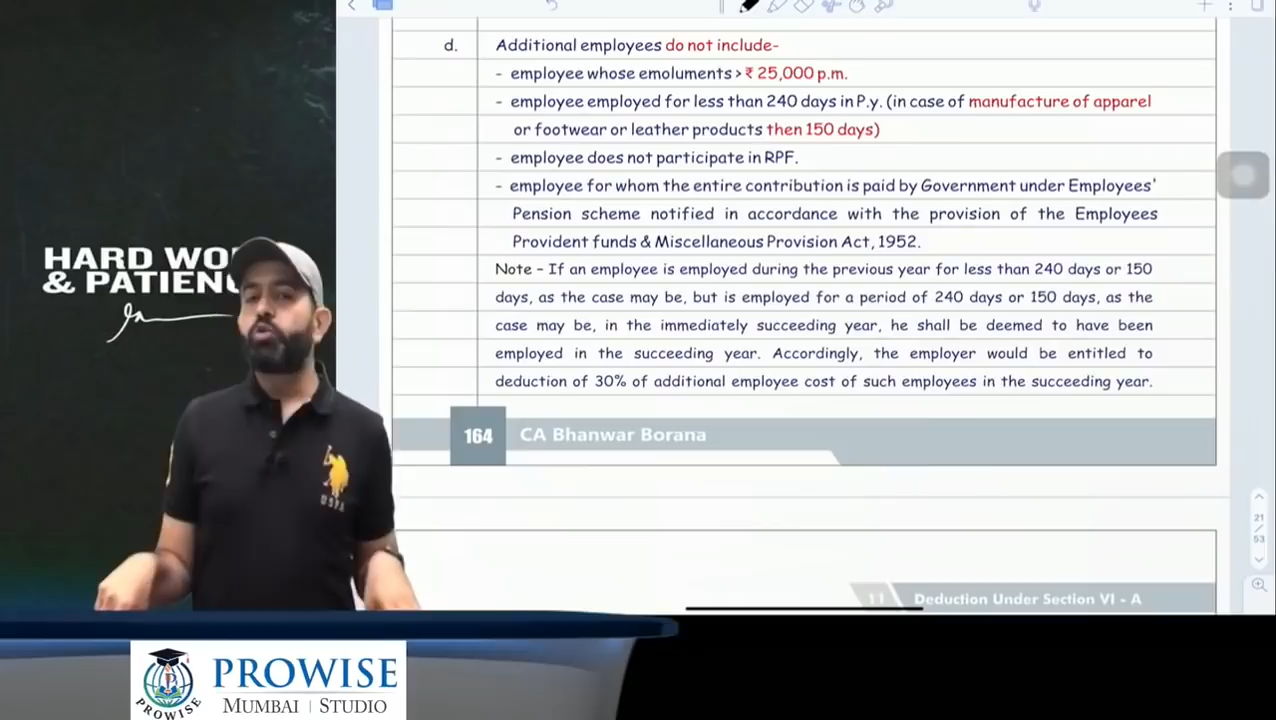 d. Additional employees do not include-
- employee whose emoluments > ₹ 25,000 p.m.
- employee employed for less than 240 days in P.y. (in case of manufacture of apparel
or footwear or leather products then 150 days)
- employee does not participate in RPF.
- employee for whom the entire contribution is paid by Government under Employees'
Pension scheme notified in accordance with the provision of the Employees
Provident funds & Miscellaneous Provision Act, 1952.
Note - If an employee is employed during the previous year for less than 240 days or 150
days, as the case may be, but is employed for a period of 240 days or 150 days, as the
case may be, in the immediately succeeding year, he shall be deemed to have been
employed in the succeeding year. Accordingly, the employer would be entitled to
deduction of 30% of additional employee cost of such employees in the succeeding year.
164 CA Bhanwar Borana
11 Deduction Under Section VI - A
21
/
53
HARD WO
& PATIENC
USPA
PROWISE
PROWISE
MUMBAI | STUDIO